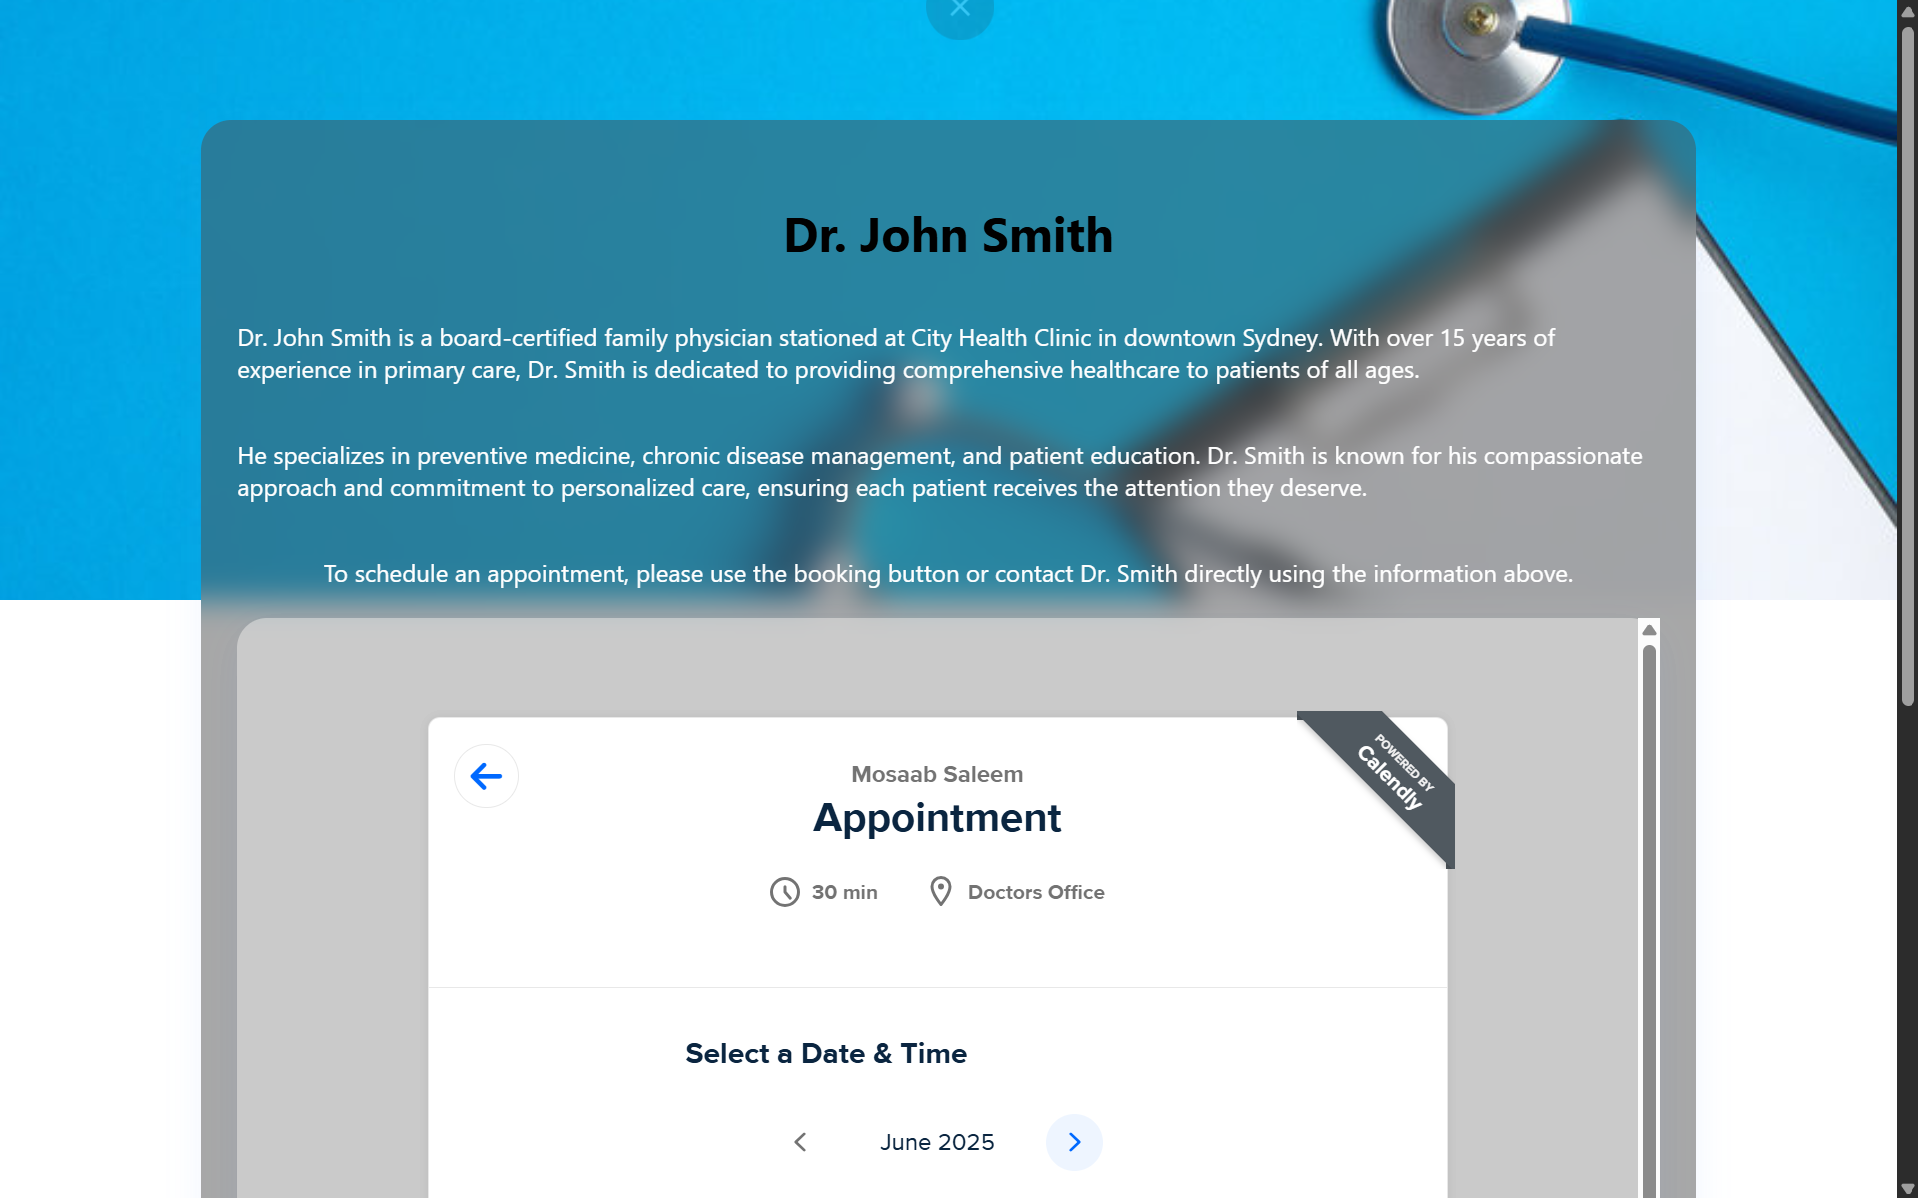 Dr. John Smith
Dr. John Smith is a board-certified family physician stationed at City Health Clinic in downtown Sydney. With over 15 years of
experience in primary care, Dr. Smith is dedicated to providing comprehensive healthcare to patients of all ages.
He specializes in preventive medicine, chronic disease management, and patient education. Dr. Smith is known for his compassionate
approach and commitment to personalized care, ensuring each patient receives the attention they deserve.
To schedule an appointment, please use the booking button or contact Dr. Smith directly using the information above.
POWERED BY
Calendly
Mosaab Saleem
Appointment
30 min
Doctors Office
Select a Date & Time
June 2025